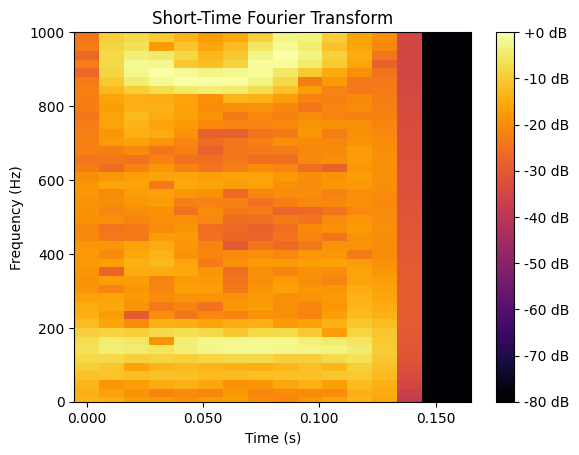 Short-Time Fourier Transform
Frequency (Hz)
1000
800
600
400
200
0
0.000
0.050
0.100
0.150
Time (s)
+0 dB
-10 dB
-20 dB
-30 dB
-40 dB
-50 dB
-60 dB
-70 dB
-80 dB